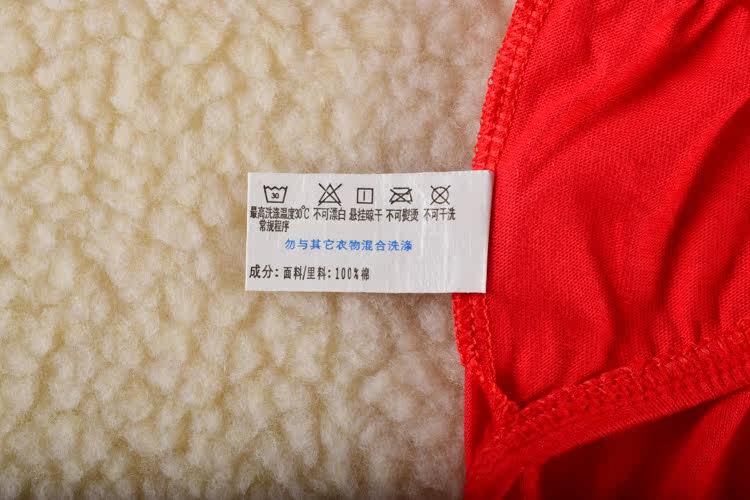 30
最高洗涤温度30℃ 不可漂白 悬挂晾干 不可熨烫 不可干洗
常规程序
勿与其它衣物混合洗涤
成分: 面料/里料: 100%棉